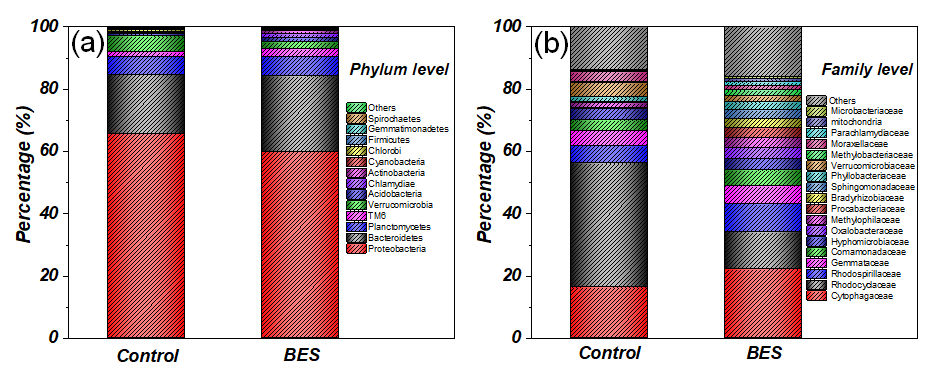 (a)
Percentage (%)
100
80
60
40
20
0
Control
BES
Phylum level
Others
Spirochaetes
Gemmatimonadetes
Firmicutes
Chlorobi
Cyanobacteria
Actinobacteria
Chlamydiae
Acidobacteria
Verrucomicrobia
TM6
Planctomycetes
Bacteroidetes
Proteobacteria
(b)
Percentage (%)
100
80
60
40
20
0
Control
BES
Family level
Others
Microbacteriaceae
mitochondria
Parachlamydiaceae
Moraxellaceae
Methylobacteriaceae
Verrucomicrobiaceae
Phyllobacteriaceae
Sphingomonadaceae
Bradyrhizobiaceae
Procabacteriaceae
Methylophilaceae
Oxalobacteraceae
Hyphomicrobiaceae
Comamonadaceae
Gemmataceae
Rhodospirillaceae
Rhodocyclaceae
Cytophagaceae